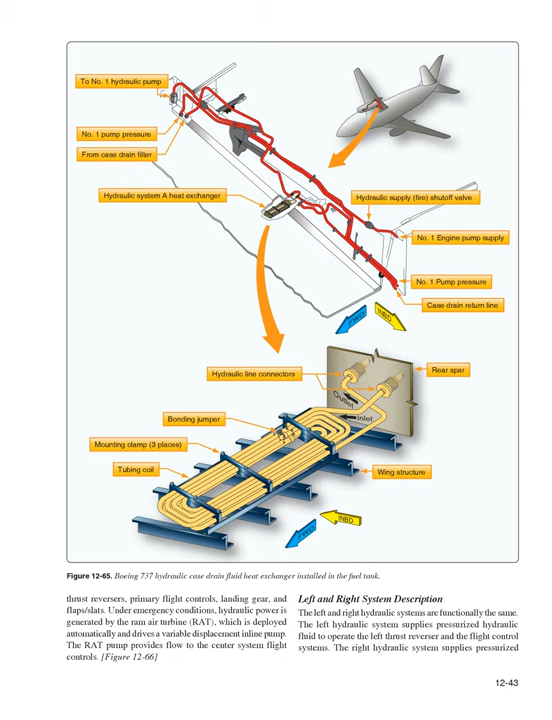 To No. 1 hydraulic pump
No. 1 pump pressure
From case drain filter
Hydraulic system A heat exchanger
Hydraulic supply (fire) shutoff valve
No. 1 Engine pump supply
No. 1 Pump pressure
Case drain return line
FWD
INBD
Hydraulic line connectors
Rear spar
Outlet
Inlet
Bonding jumper
Mounting clamp (3 places)
Tubing coil
Wing structure
FWD
INBD
Figure 12-65. Boeing 737 hydraulic case drain fluid heat exchanger installed in the fuel tank.
thrust reversers, primary flight controls, landing gear, and
flaps/slats. Under emergency conditions, hydraulic power is
generated by the ram air turbine (RAT), which is deployed
automatically and drives a variable displacement inline pump.
The RAT pump provides flow to the center system flight
controls. [Figure 12-66]
Left and Right System Description
The left and right hydraulic systems are functionally the same.
The left hydraulic system supplies pressurized hydraulic
fluid to operate the left thrust reverser and the flight control
systems. The right hydraulic system supplies pressurized
12-43